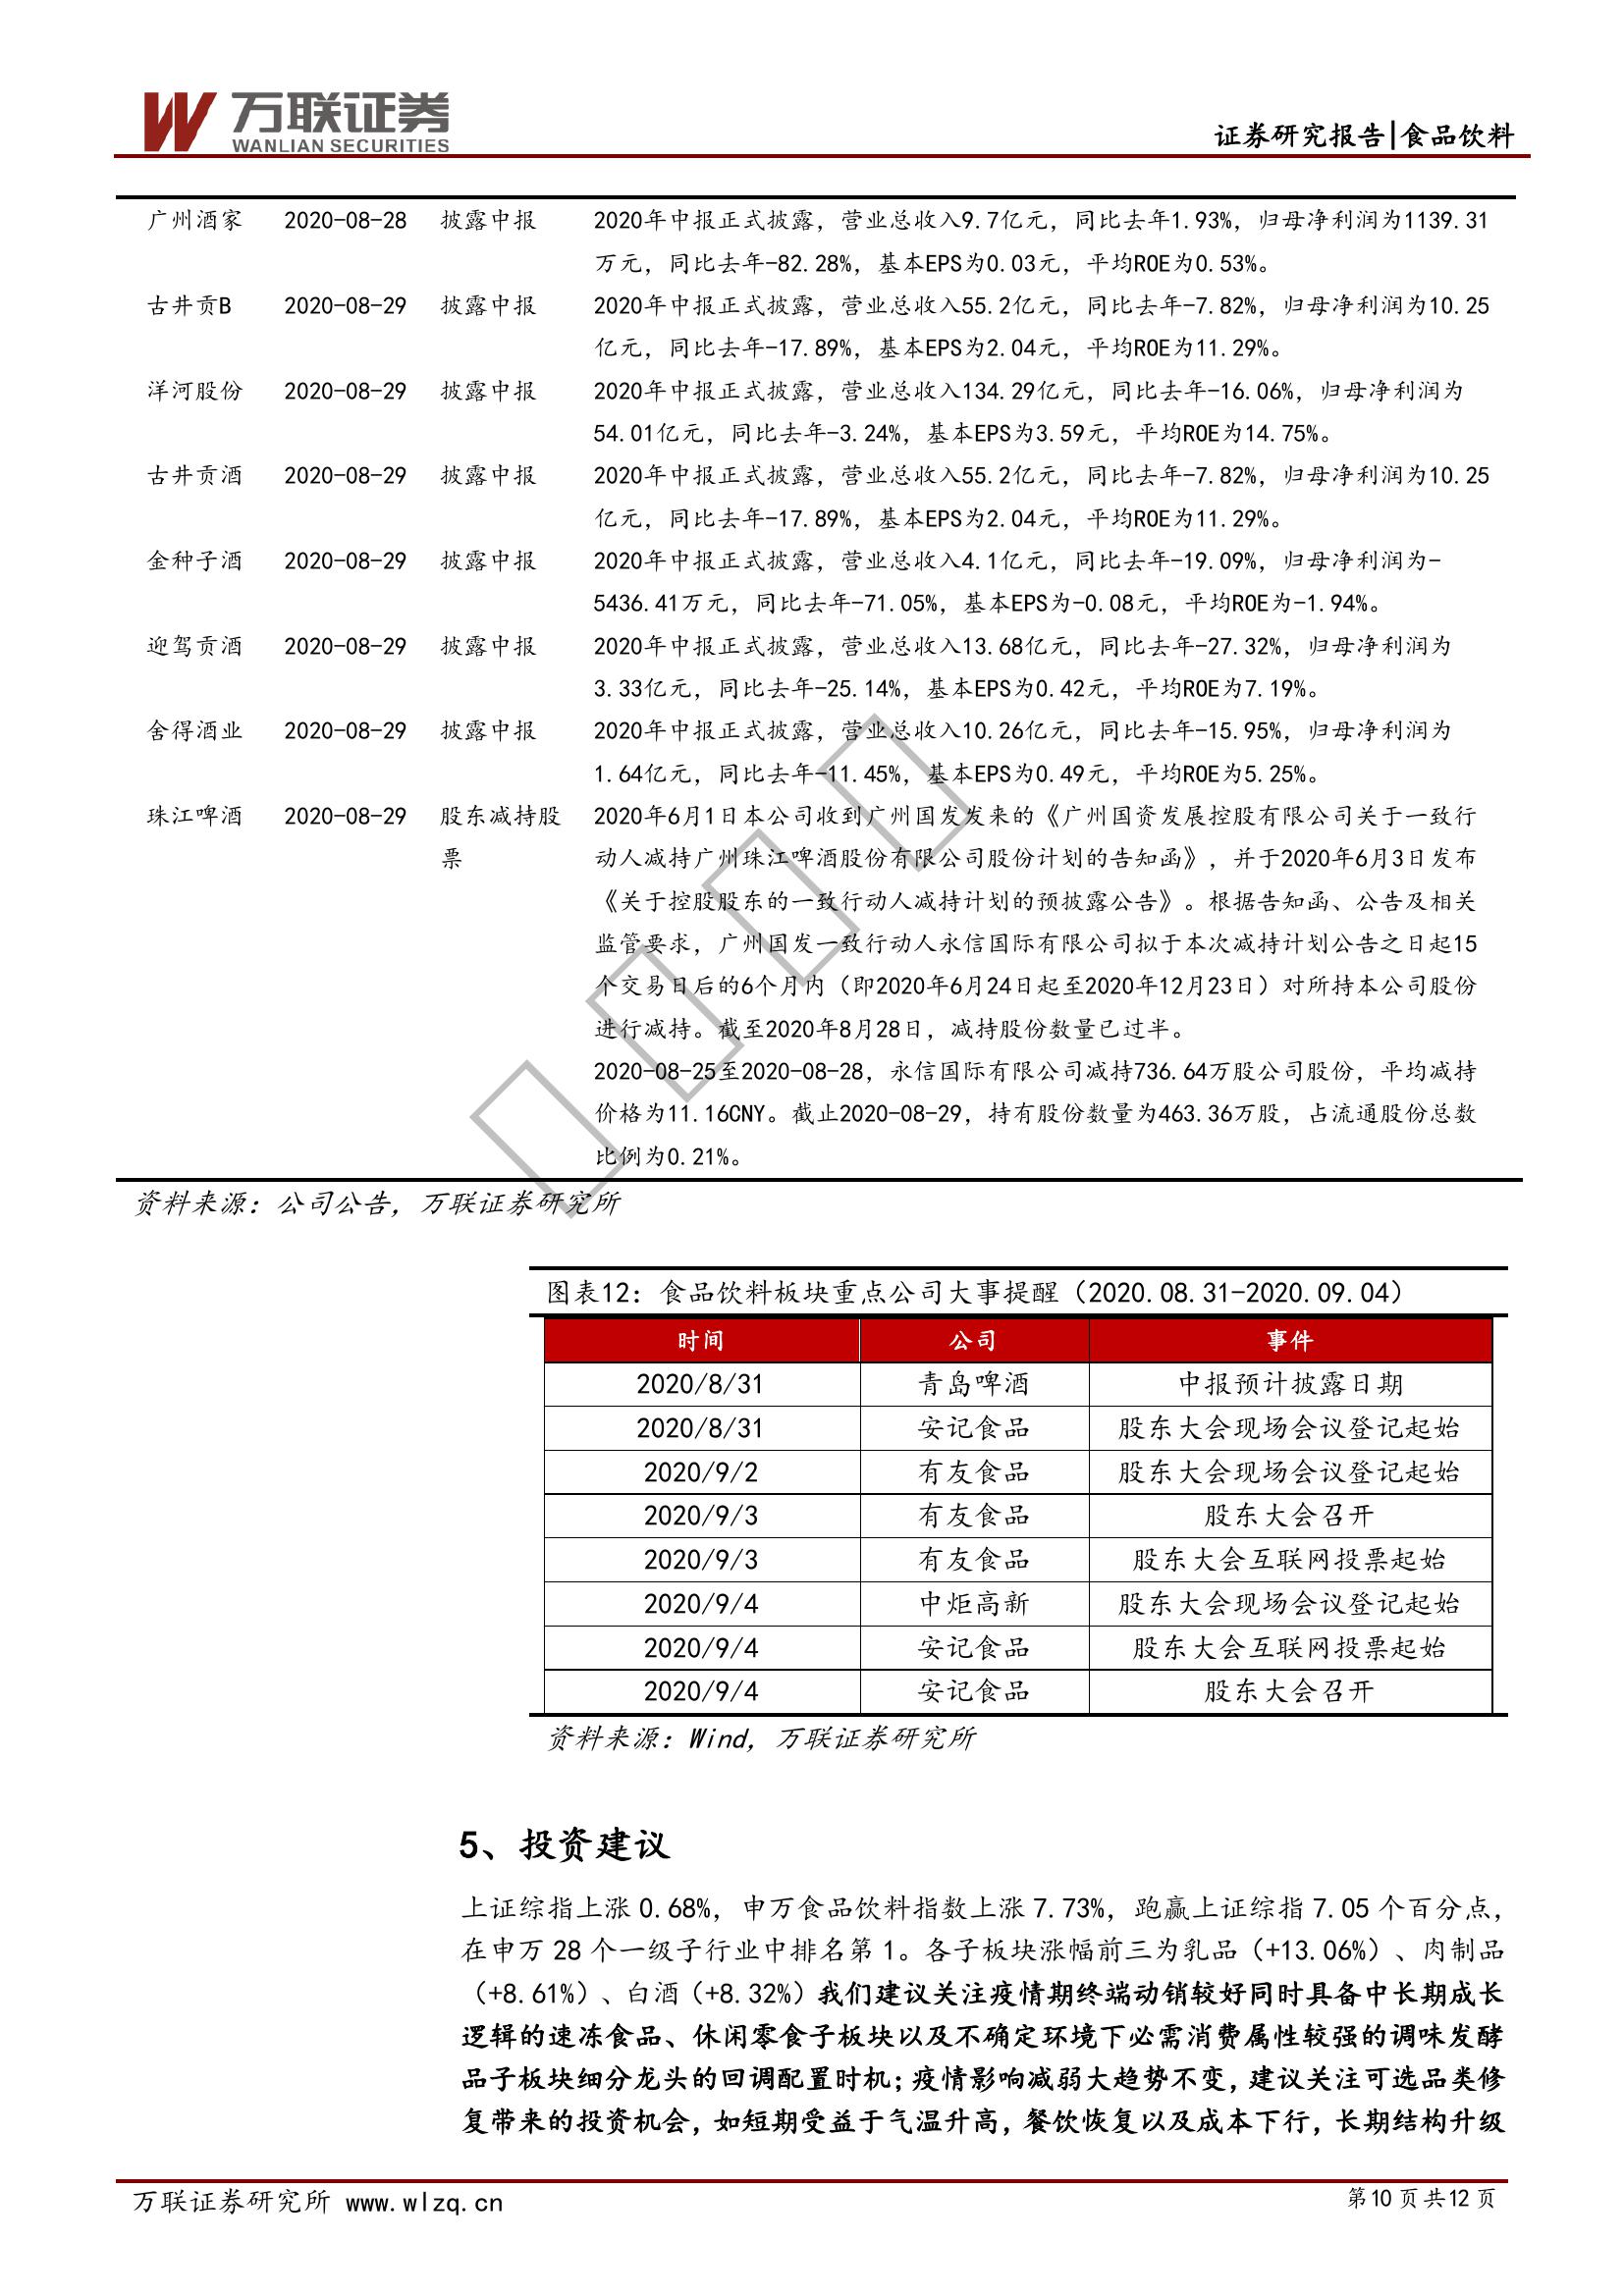 万联证券
WANLIAN SECURITIES
证券研究报告|食品饮料
广州酒家 2020-08-28 披露中报 2020年中报正式披露，营业总收入9.7亿元，同比去年1.93%，归母净利润为1139.31
万元，同比去年-82.28%，基本EPS为0.03元，平均ROE为0.53%。
古井贡B 2020-08-29 披露中报 2020年中报正式披露，营业总收入55.2亿元，同比去年-7.82%，归母净利润为10.25
亿元，同比去年-17.89%，基本EPS为2.04元，平均ROE为11.29%。
洋河股份 2020-08-29 披露中报 2020年中报正式披露，营业总收入134.29亿元，同比去年-16.06%，归母净利润为
54.01亿元，同比去年-3.24%，基本EPS为3.59元，平均ROE为14.75%。
古井贡酒 2020-08-29 披露中报 2020年中报正式披露，营业总收入55.2亿元，同比去年-7.82%，归母净利润为10.25
亿元，同比去年-17.89%，基本EPS为2.04元，平均ROE为11.29%。
金种子酒 2020-08-29 披露中报 2020年中报正式披露，营业总收入4.1亿元，同比去年-19.09%，归母净利润为-
5436.41万元，同比去年-71.05%，基本EPS为-0.08元，平均ROE为-1.94%。
迎驾贡酒 2020-08-29 披露中报 2020年中报正式披露，营业总收入13.68亿元，同比去年-27.32%，归母净利润为
3.33亿元，同比去年-25.14%，基本EPS为0.42元，平均ROE为7.19%。
舍得酒业 2020-08-29 披露中报 2020年中报正式披露，营业总收入10.26亿元，同比去年-15.95%，归母净利润为
1.64亿元，同比去年-11.45%，基本EPS为0.49元，平均ROE为5.25%。
珠江啤酒 2020-08-29 股东减持股 2020年6月1日本公司收到广州国发发来的《广州国资发展控股有限公司关于一致行
票 动人减持广州珠江啤酒股份有限公司股份计划的告知函》，并于2020年6月3日发布
《关于控股股东的一致行动人减持计划的预披露公告》。根据告知函、公告及相关
监管要求，广州国发一致行动人永信国际有限公司拟于本次减持计划公告之日起15
个交易日后的6个月内（即2020年6月24日起至2020年12月23日）对所持本公司股份
进行减持。截至2020年8月28日，减持股份数量已过半。
2020-08-25至2020-08-28，永信国际有限公司减持736.64万股公司股份，平均减持
价格为11.16CNY。截止2020-08-29，持有股份数量为463.36万股，占流通股份总数
比例为0.21%。
资料来源：公司公告，万联证券研究所
图表12：食品饮料板块重点公司大事提醒（2020.08.31-2020.09.04）
时间 公司 事件
2020/8/31 青岛啤酒 中报预计披露日期
2020/8/31 安记食品 股东大会现场会议登记起始
2020/9/2 有友食品 股东大会现场会议登记起始
2020/9/3 有友食品 股东大会召开
2020/9/3 有友食品 股东大会互联网投票起始
2020/9/4 中炬高新 股东大会现场会议登记起始
2020/9/4 安记食品 股东大会互联网投票起始
2020/9/4 安记食品 股东大会召开
资料来源：Wind，万联证券研究所
5、投资建议
上证综指上涨 0.68%，申万食品饮料指数上涨 7.73%，跑赢上证综指 7.05 个百分点，
在申万 28 个一级子行业中排名第 1。各子板块涨幅前三为乳品（+13.06%）、肉制品
（+8.61%）、白酒（+8.32%）我们建议关注疫情期终端动销较好同时具备中长期成长
逻辑的速冻食品、休闲零食子板块以及不确定环境下必需消费属性较强的调味发酵
品子板块细分龙头的回调配置时机；疫情影响减弱大趋势不变，建议关注可选品类修
复带来的投资机会，如短期受益于气温升高，餐饮恢复以及成本下行，长期结构升级
万联证券研究所 www.wlzq.cn
第10页共12页